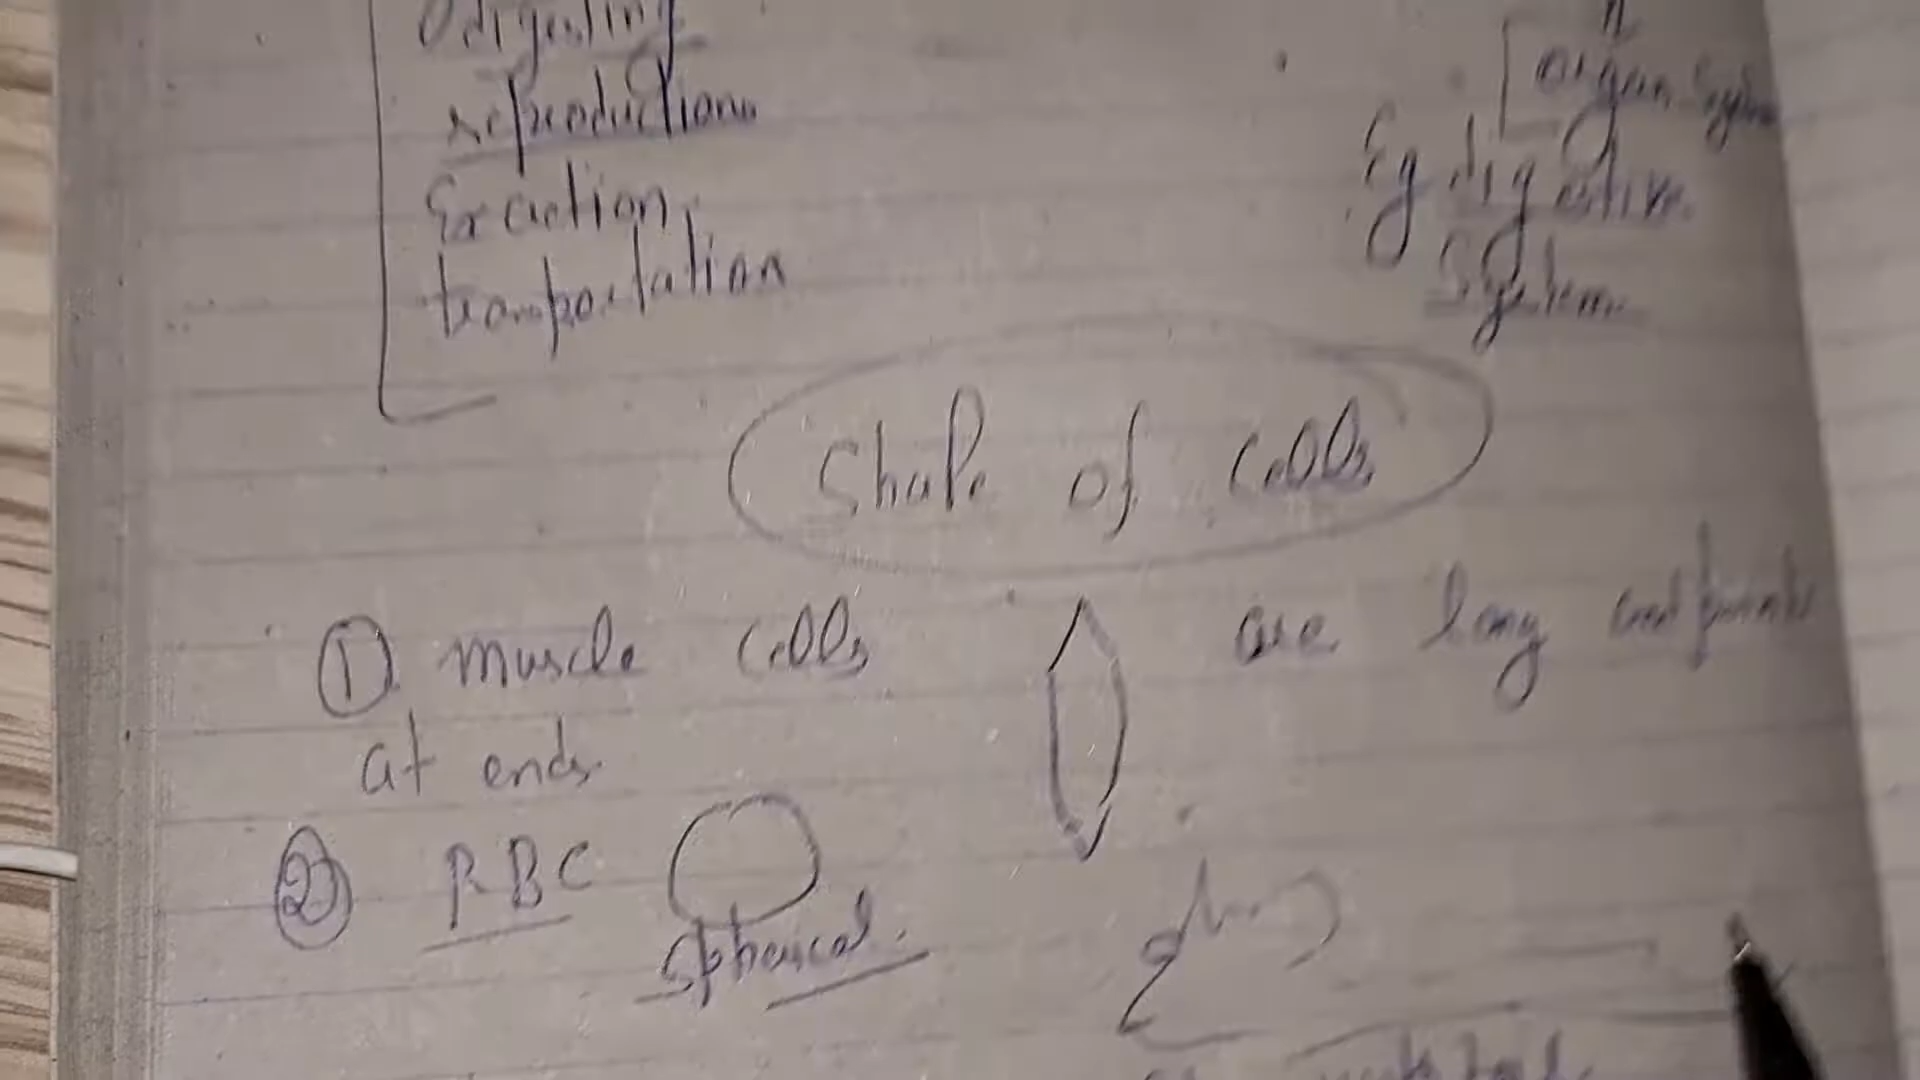 digesting
reproduction
Excretion,
transportation
organ System
Eg digestive
System
Shape of Cells
① muscle cells are long and pointed
at ends.
② RBC
Spherical.